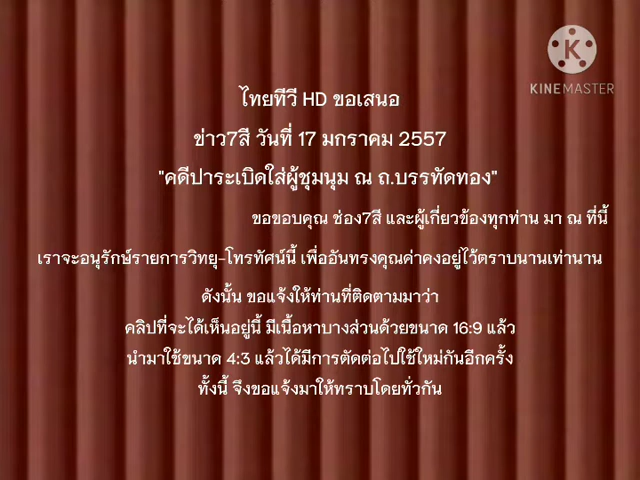 KINEMASTER
ไทยทีวี HD ขอเสนอ
ข่าว7สี วันที่ 17 มกราคม 2557
"คดีปาระเบิดใส่ผู้ชุมนุม ณ ถ.บรรทัดทอง"
ขอขอบคุณ ช่อง7สี และผู้เกี่ยวข้องทุกท่าน มา ณ ที่นี้
เราจะอนุรักษ์รายการวิทยุ-โทรทัศน์นี้ เพื่ออันทรงคุณค่าคงอยู่ไว้ตราบนานเท่านาน
ดังนั้น ขอแจ้งให้ท่านที่ติดตามมาว่า
คลิปที่จะได้เห็นอยู่นี้ มีเนื้อหาบางส่วนด้วยขนาด 16:9 แล้ว
นำมาใช้ขนาด 4:3 แล้วได้มีการตัดต่อไปใช้ใหม่กันอีกครั้ง
ทั้งนี้ จึงขอแจ้งมาให้ทราบโดยทั่วกัน